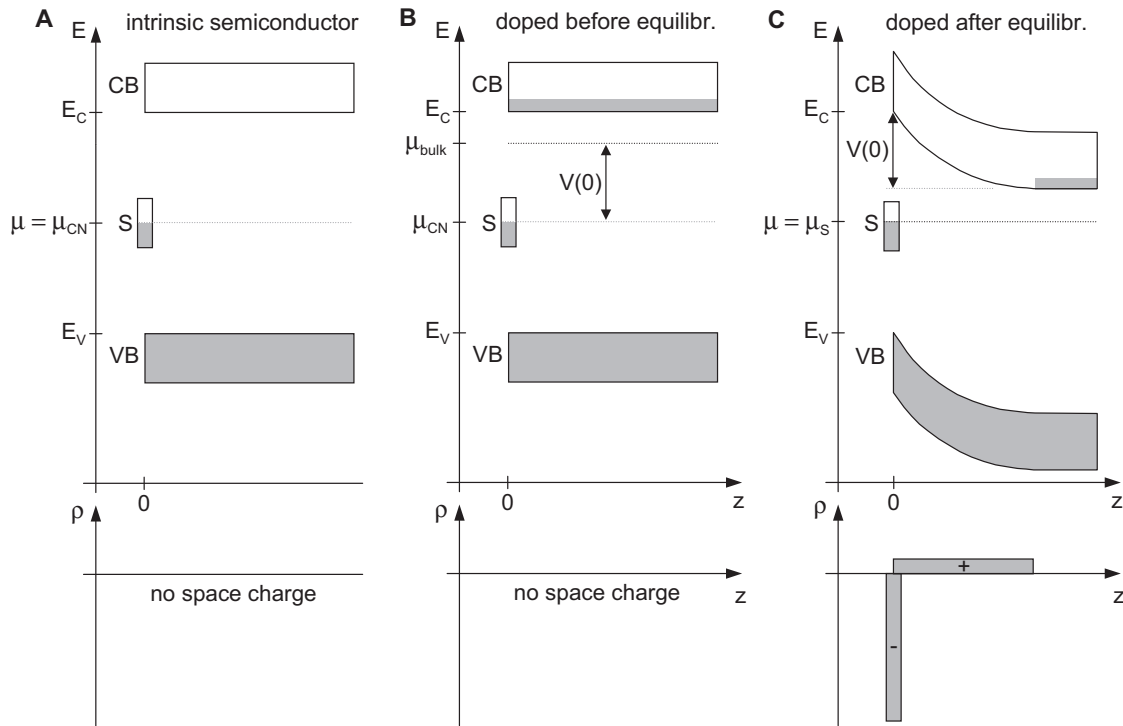 A
intrinsic semiconductor
E
CB
E_C
μ = μ_CN
S
E_V
VB
0
ρ
no space charge
B
doped before equilibr.
E
CB
E_C
μ_bulk
V(0)
μ_CN
S
E_V
VB
0
z
ρ
no space charge
z
C
doped after equilibr.
E
CB
E_C
V(0)
μ = μ_S
S
E_V
VB
0
z
ρ
+
z
-